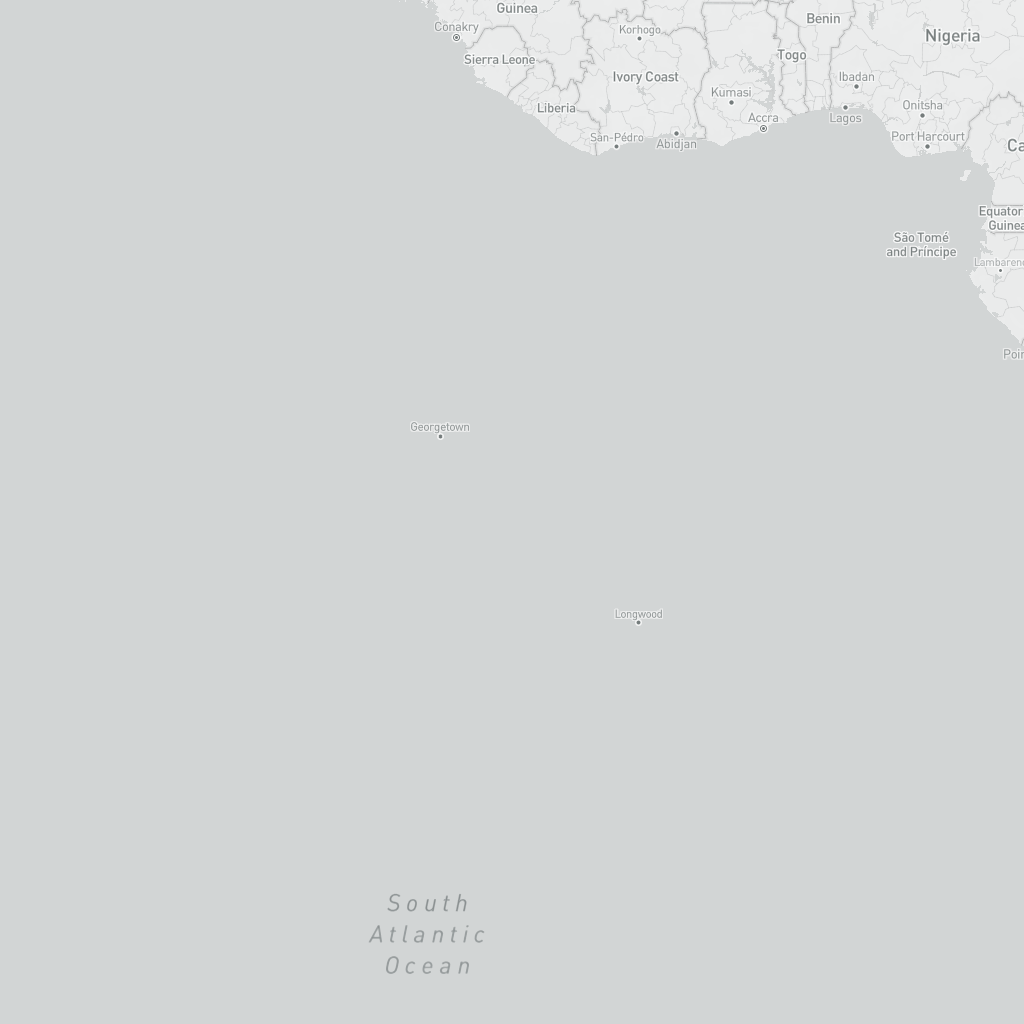 Guinea
Benin
Conakry
Korhogo
Nigeria
Sierra Leone
Togo
Ivory Coast
Ibadan
Kumasi
Liberia
Onitsha
Accra
Lagos
San-Pédro
Abidjan
Port Harcourt
Ca
Equator
Guinea
São Tomé
and Príncipe
Lambaren
Poin
Georgetown
Longwood
South
Atlantic
Ocean